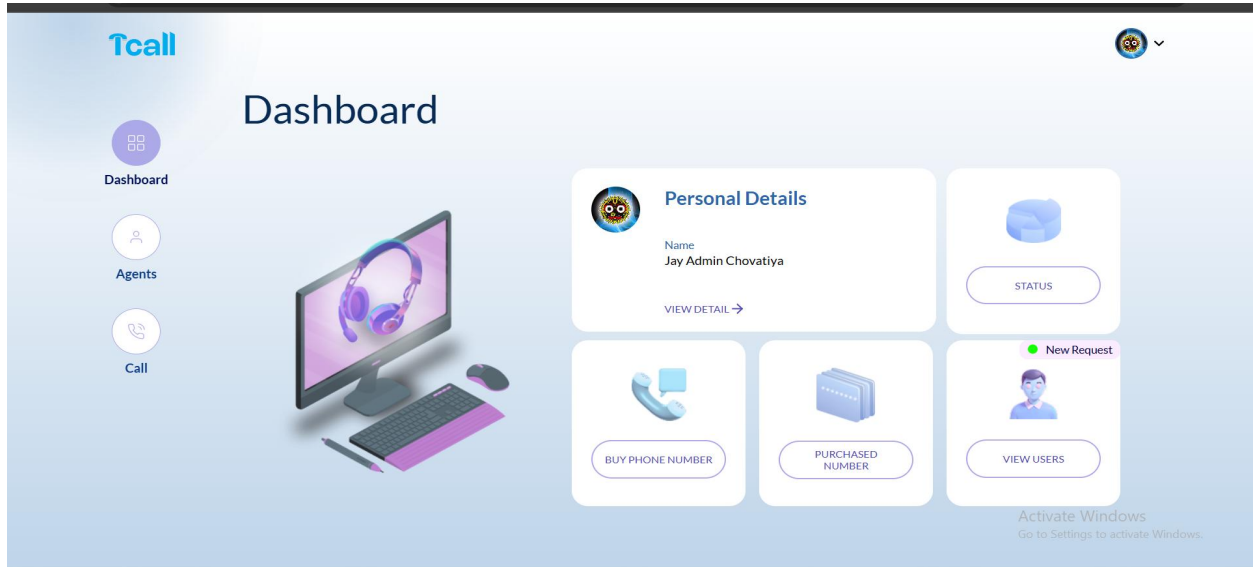 Tcall
Dashboard
Dashboard
Agents
Call
Personal Details
Name
Jay Admin Chovatiya
VIEW DETAIL
STATUS
BUY PHONE NUMBER
PURCHASED
NUMBER
New Request
VIEW USERS
Activate Windows
Go to Settings to activate Windows.